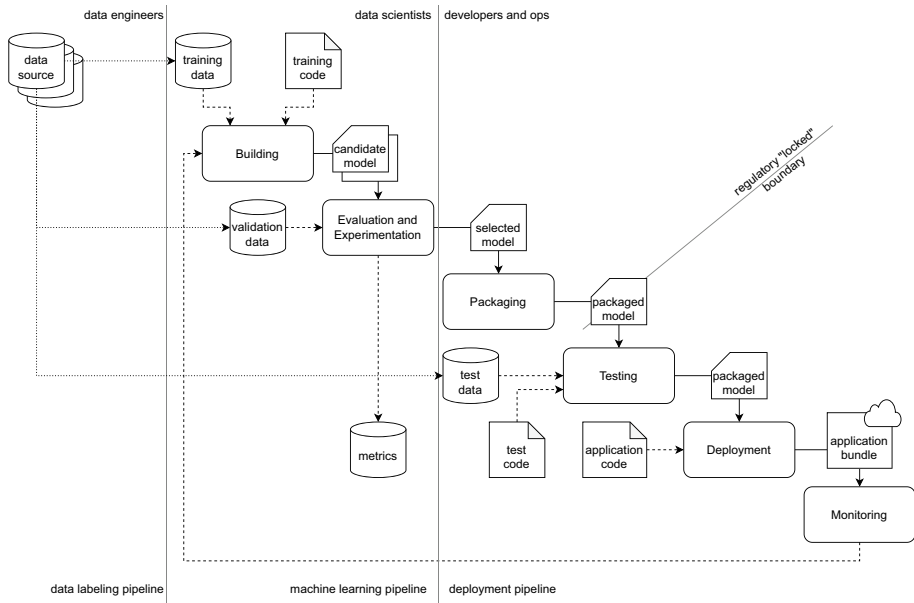 data engineers
data scientists
developers and ops
data
source
training
data
training
code
Building
candidate
model
regulatory "locked"
boundary
validation
data
Evaluation and
Experimentation
selected
model
Packaging
packaged
model
test
data
Testing
packaged
model
metrics
test
code
application
code
Deployment
application
bundle
Monitoring
data labeling pipeline
machine learning pipeline
deployment pipeline